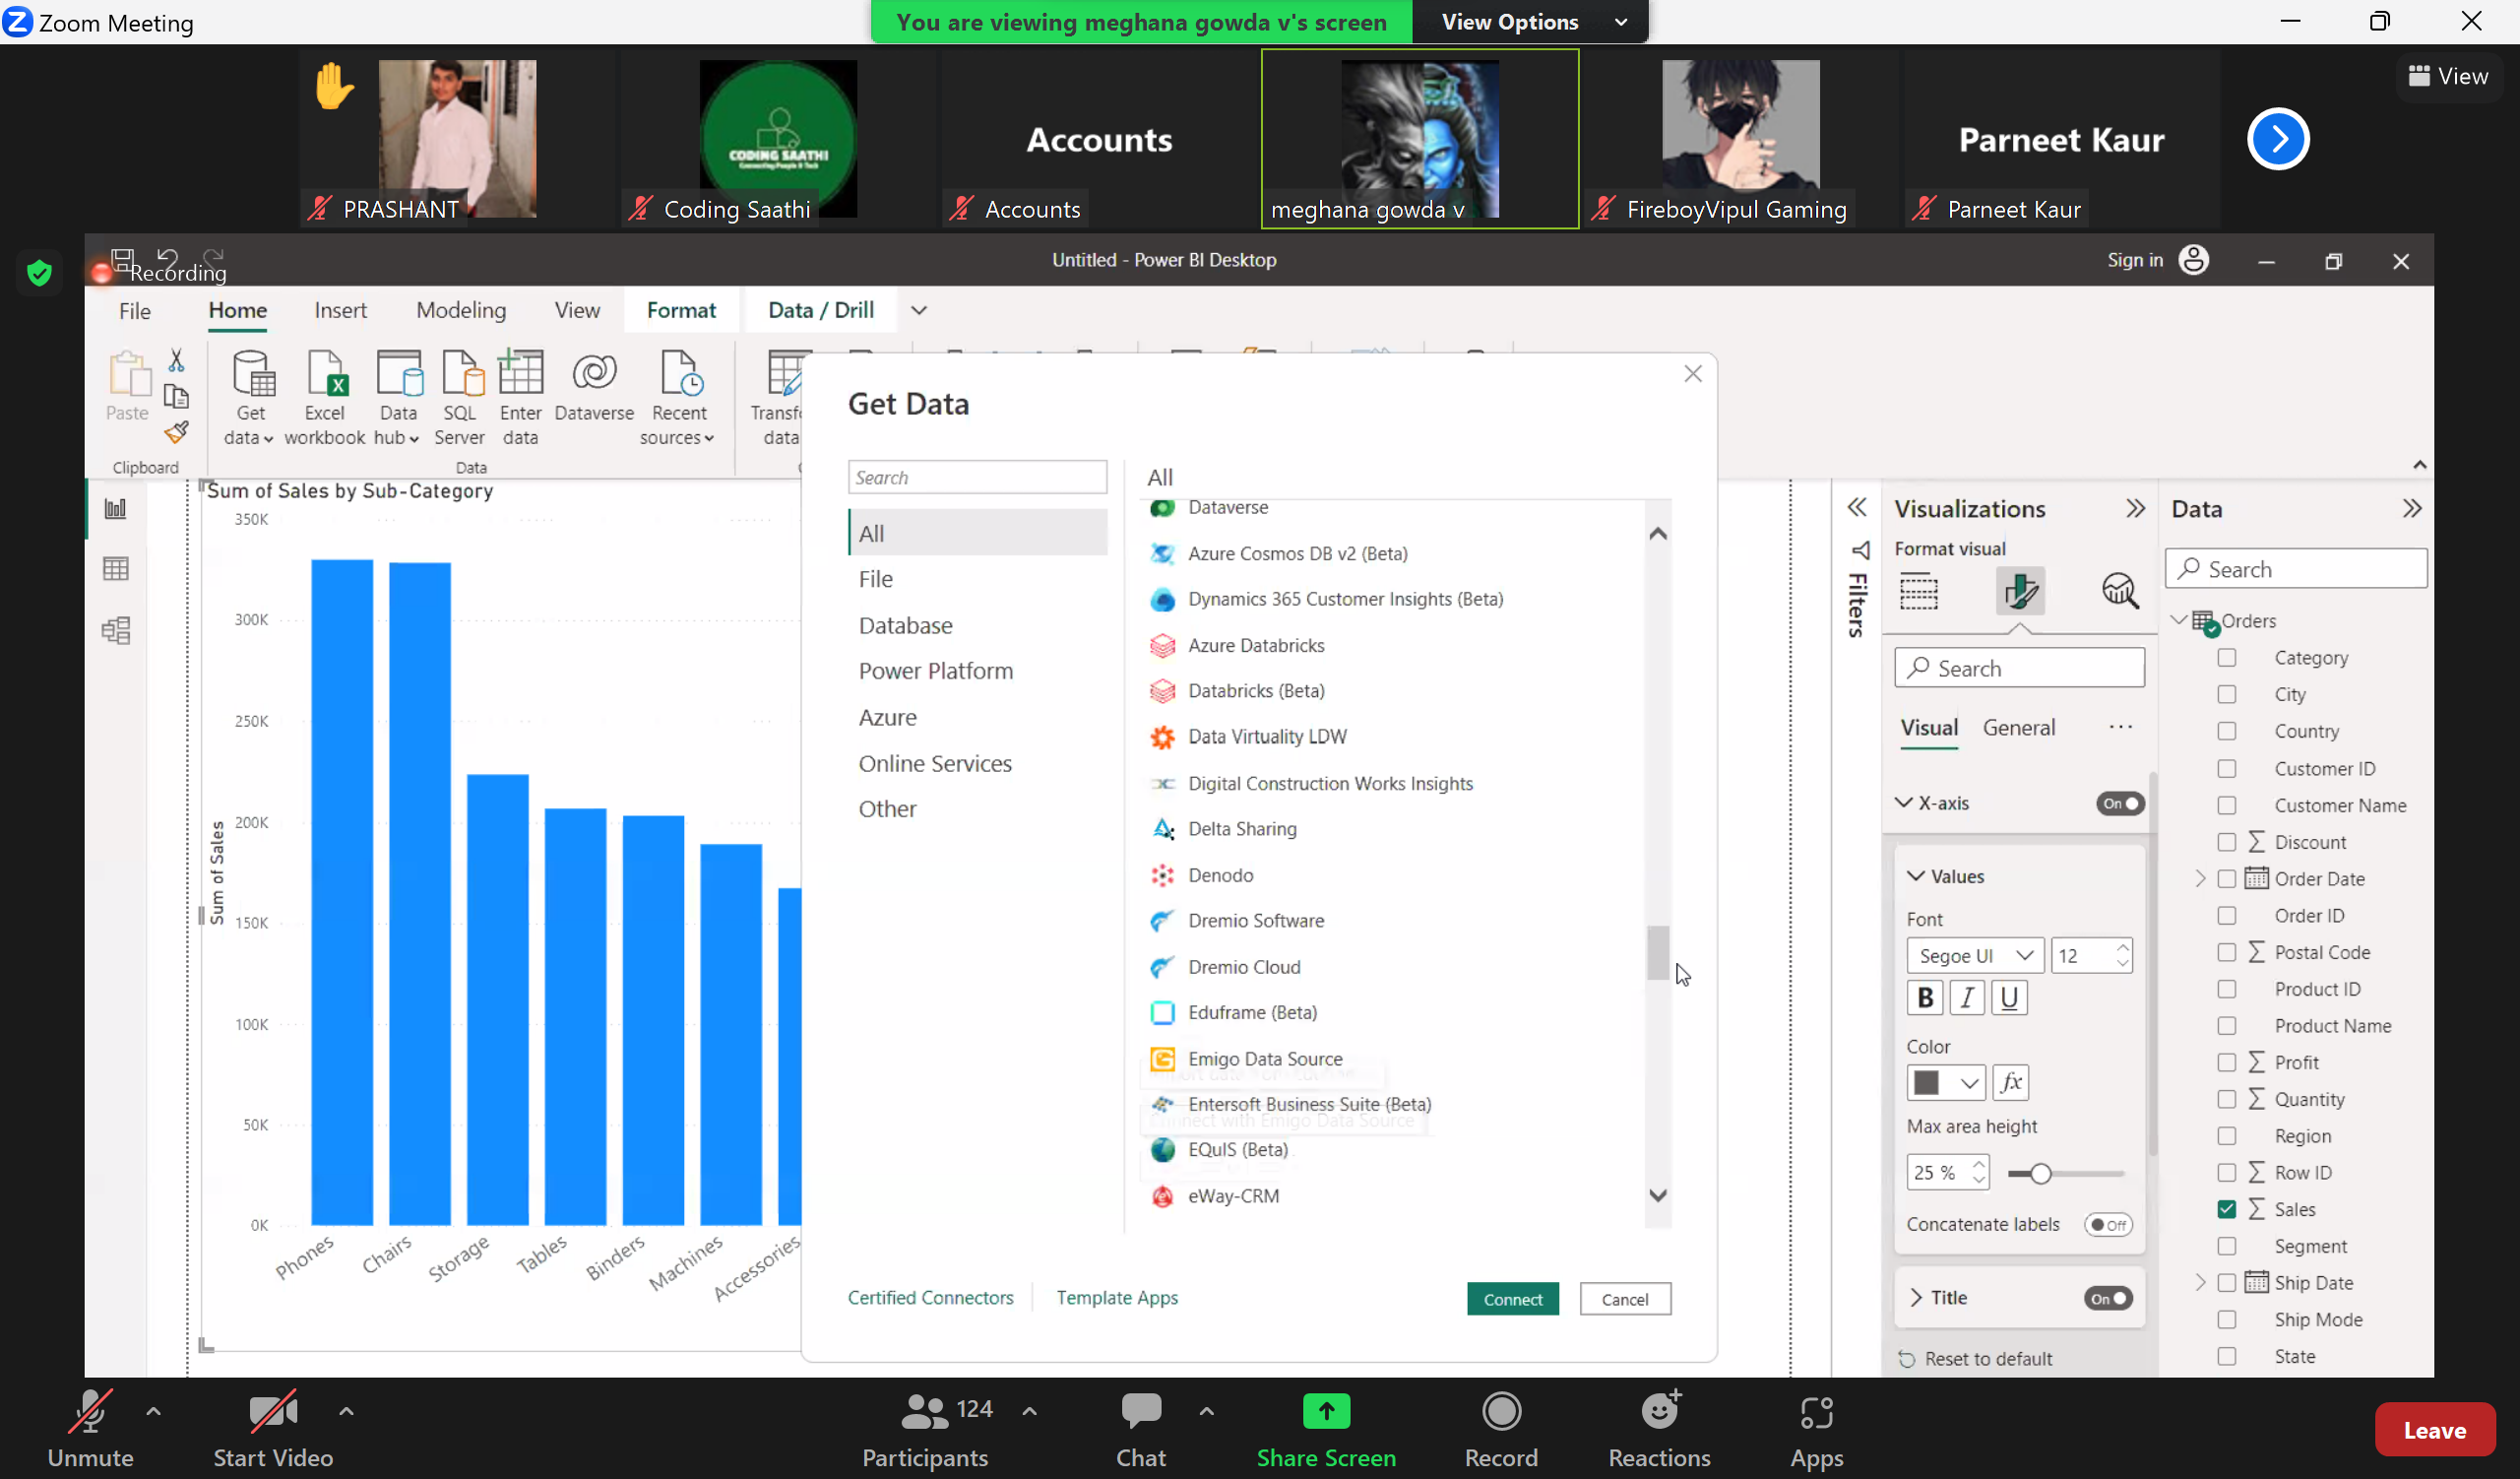 Zoom Meeting
You are viewing meghana gowda v's screen
View Options
View
CODING SAATHI
Connecting People & Tech
Accounts
Parneet Kaur
PRASHANT
Coding Saathi
Accounts
meghana gowda v
FireboyVipul Gaming
Parneet Kaur
Recording
Untitled - Power BI Desktop
Sign in
File Home Insert Modeling View Format Data / Drill
Paste
Clipboard
Get data
Excel workbook
Data hub
SQL Server
Enter data
Dataverse
Recent sources
Data
data
Get Data
Search
All
File
Database
Power Platform
Azure
Online Services
Other
All
Dataverse
Azure Cosmos DB v2 (Beta)
Dynamics 365 Customer Insights (Beta)
Azure Databricks
Databricks (Beta)
Data Virtuality LDW
Digital Construction Works Insights
Delta Sharing
Denodo
Dremio Software
Dremio Cloud
Eduframe (Beta)
Emigo Data Source
Entersoft Business Suite (Beta)
EQuIS (Beta)
eWay-CRM
Certified Connectors
Template Apps
Connect
Cancel
Sum of Sales by Sub-Category
Sum of Sales
350K
300K
250K
200K
150K
100K
50K
0K
Phones
Chairs
Storage
Tables
Binders
Machines
Accessories
Filters
Visualizations
Format visual
Search
Visual General ...
X-axis On
Values
Font
Segoe UI 12
B I U
Color
fx
Max area height
25 %
Concatenate labels Off
Title On
Reset to default
Data
Search
Orders
Category
City
Country
Customer ID
Customer Name
Discount
Order Date
Order ID
Postal Code
Product ID
Product Name
Profit
Quantity
Region
Row ID
Sales
Segment
Ship Date
Ship Mode
State
Unmute
Start Video
124
Participants
Chat
Share Screen
Record
Reactions
Apps
Leave